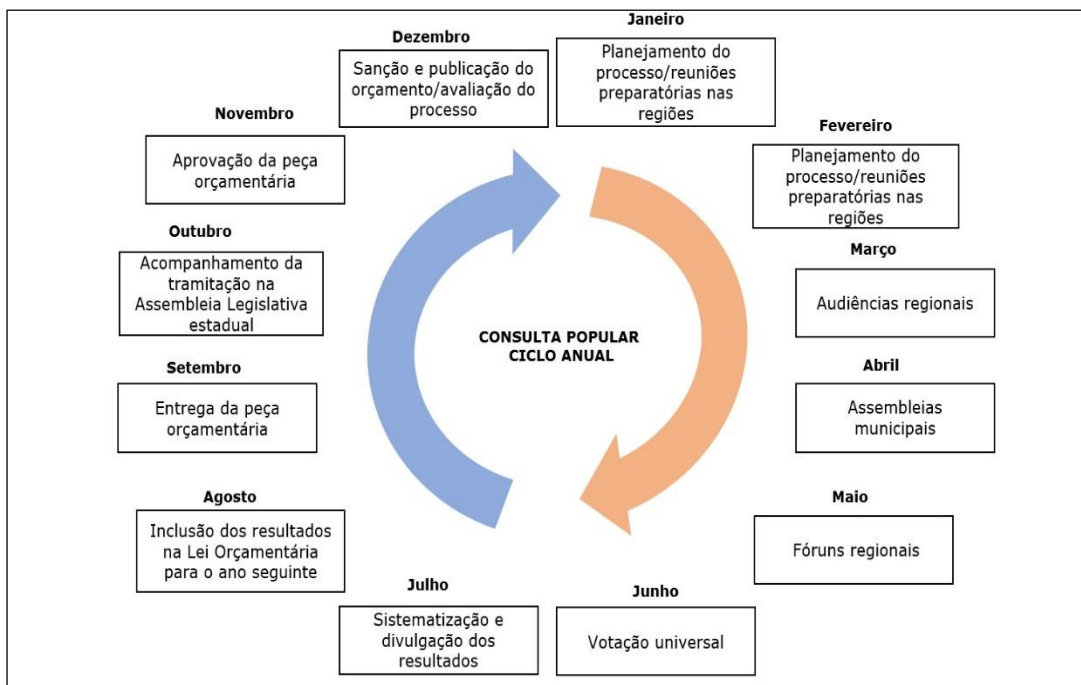 Janeiro
Planejamento do
processo/reuniões
preparatórias nas
regiões
Fevereiro
Planejamento do
processo/reuniões
preparatórias nas
regiões
Março
Audiências regionais
Abril
Assembleias
municipais
Maio
Fóruns regionais
Junho
Votação universal
Julho
Sistematização e
divulgação dos
resultados
Agosto
Inclusão dos resultados
na Lei Orçamentária
para o ano seguinte
Setembro
Entrega da peça
orçamentária
Outubro
Acompanhamento da
tramitação na
Assembleia Legislativa
estadual
Novembro
Aprovação da peça
orçamentária
Dezembro
Sanção e publicação do
orçamento/avaliação do
processo
CONSULTA POPULAR
CICLO ANUAL